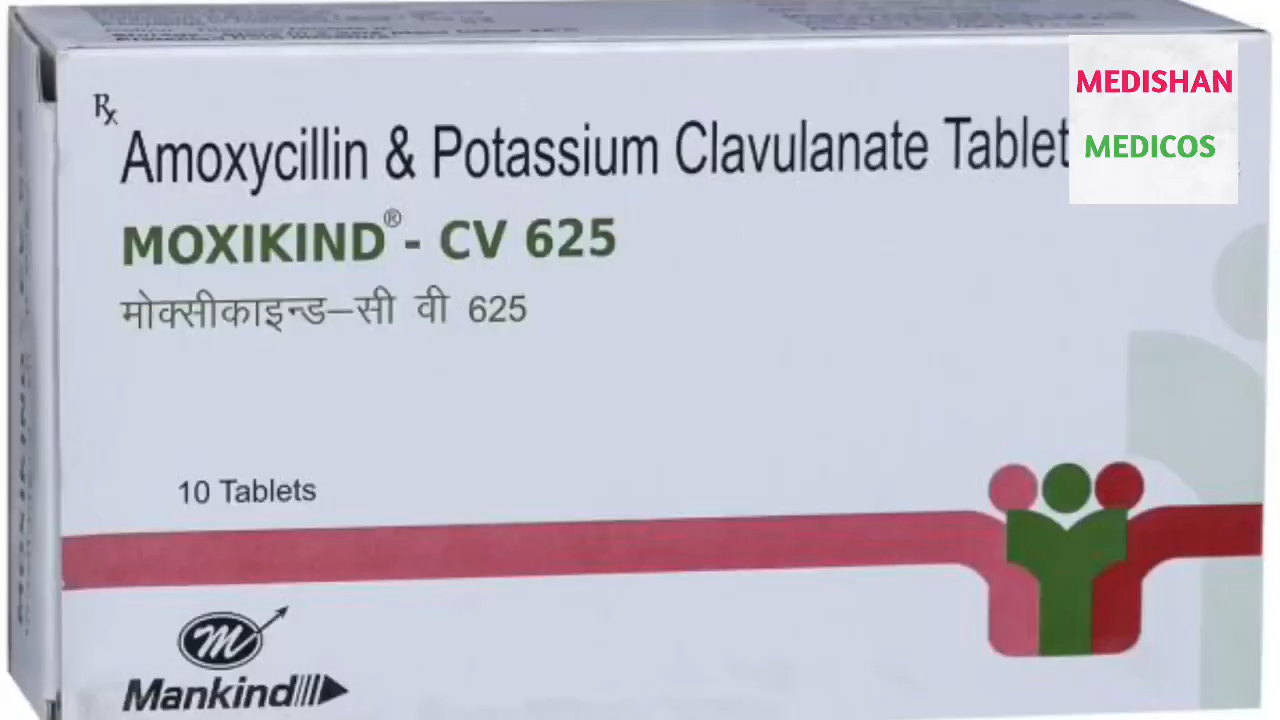 MEDISHAN
MEDICOS
Rx
Amoxycillin & Potassium Clavulanate Tablet
MOXIKIND® - CV 625
मोक्सीकाइन्ड–सी वी 625
10 Tablets
m
Mankind